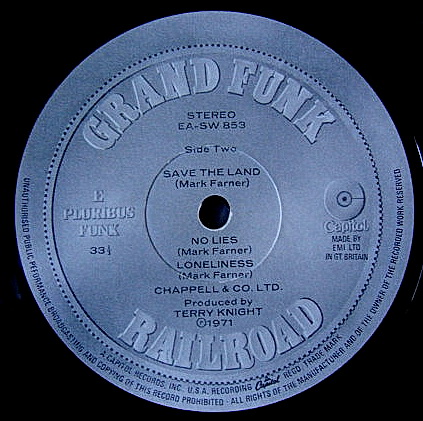 GRAND FUNK
STEREO
EA-SW 853
Side Two
SAVE THE LAND
(Mark Farner)
E
PLURIBUS
FUNK
33⅓
Capitol
MADE BY
EMI LTD
IN GT BRITAIN
NO LIES
(Mark Farner)
LONELINESS
(Mark Farner)
CHAPPELL & CO. LTD.
Produced by
TERRY KNIGHT
℗1971
RAILROAD
UNAUTHORISED PUBLIC PEFORMANCE BROADCASTING AND COPYING OF THIS RECORD PROHIBITED · ALL RIGHTS OF THE MANUFACTURER AND OF THE OWNER OF THE RECORDED WORK RESERVED
A CAPITOL RECORDS, INC. U.S.A. RECORDING Capitol REGD TRADE MARK